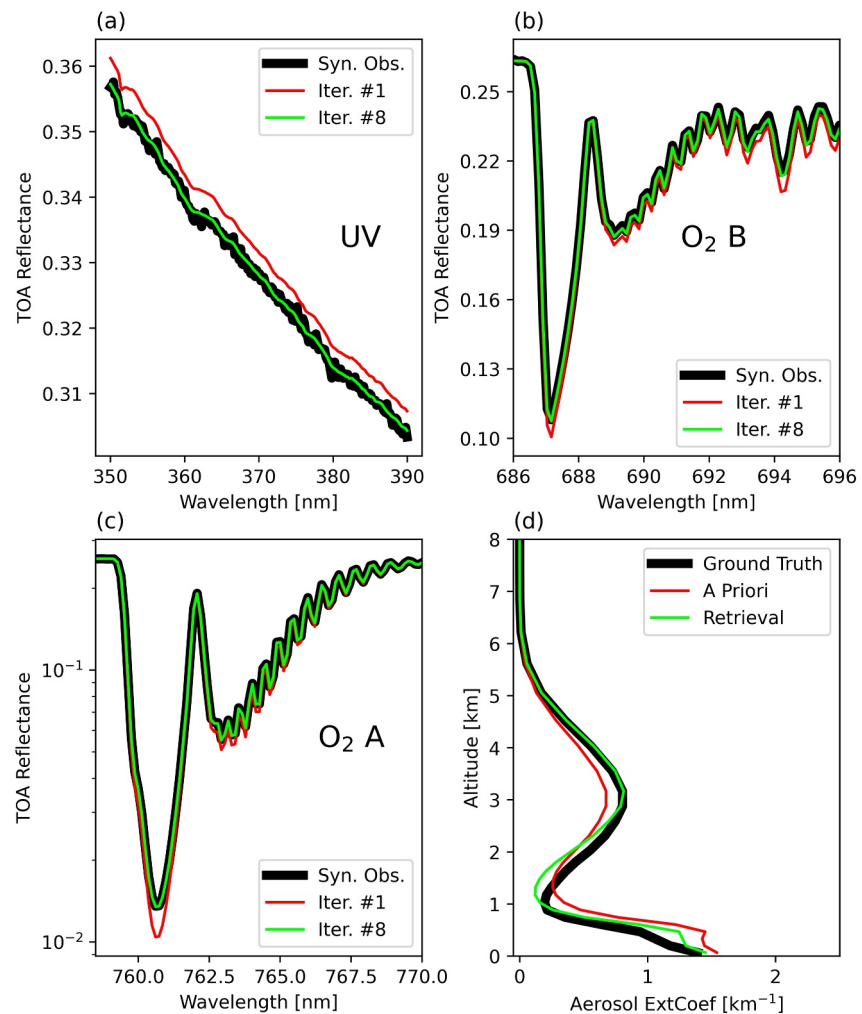 (a)
0.36
0.35
0.34
0.33
0.32
0.31
TOA Reflectance
Syn. Obs.
Iter. #1
Iter. #8
UV
350 360 370 380 390
Wavelength [nm]
(b)
0.25
0.22
0.19
0.16
0.13
0.10
TOA Reflectance
O₂ B
Syn. Obs.
Iter. #1
Iter. #8
686 688 690 692 694 696
Wavelength [nm]
(c)
10⁻¹
10⁻²
TOA Reflectance
O₂ A
Syn. Obs.
Iter. #1
Iter. #8
760.0 762.5 765.0 767.5 770.0
Wavelength [nm]
(d)
8
7
6
5
4
3
2
1
0
Altitude [km]
Ground Truth
A Priori
Retrieval
0 1 2
Aerosol ExtCoef [km⁻¹]